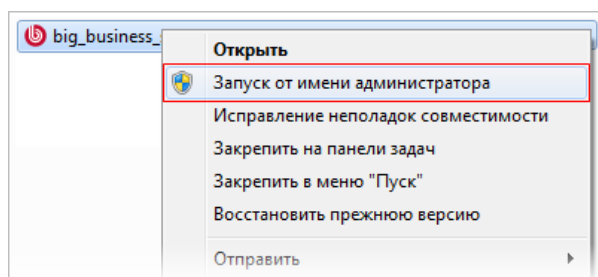 big_business_
Открыть
Запуск от имени администратора
Исправление неполадок совместимости
Закрепить на панели задач
Закрепить в меню "Пуск"
Восстановить прежнюю версию
Отправить